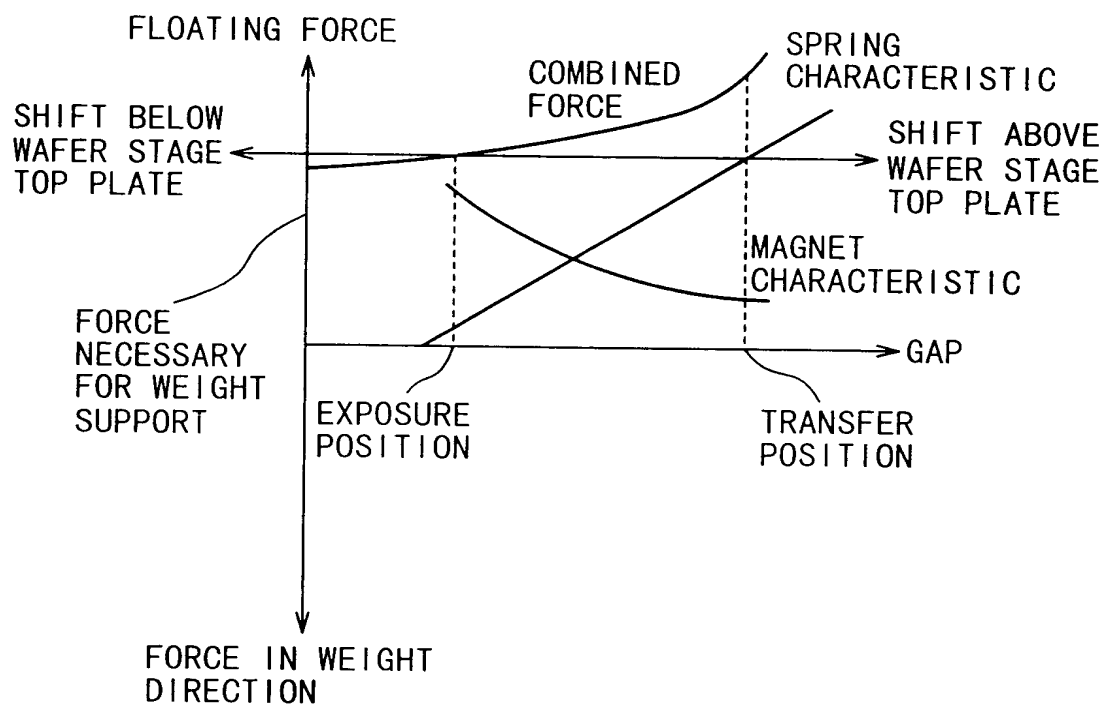 FLOATING FORCE
SPRING
CHARACTERISTIC
COMBINED
FORCE
SHIFT BELOW
WAFER STAGE
TOP PLATE
SHIFT ABOVE
WAFER STAGE
TOP PLATE
MAGNET
CHARACTERISTIC
FORCE
NECESSARY
FOR WEIGHT
SUPPORT
GAP
EXPOSURE
POSITION
TRANSFER
POSITION
FORCE IN WEIGHT
DIRECTION